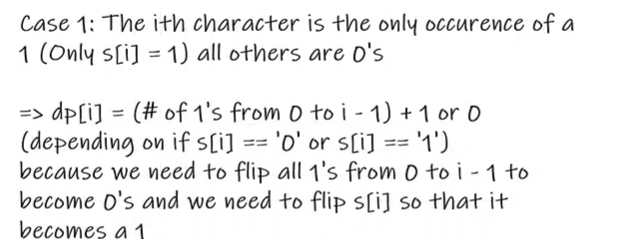 Case 1: The ith character is the only occurence of a
1 (Only s[i] = 1) all others are 0's
=> dp[i] = (# of 1's from 0 to i - 1) + 1 or 0
(depending on if s[i] == '0' or s[i] == '1')
because we need to flip all 1's from 0 to i - 1 to
become 0's and we need to flip s[i] so that it
becomes a 1